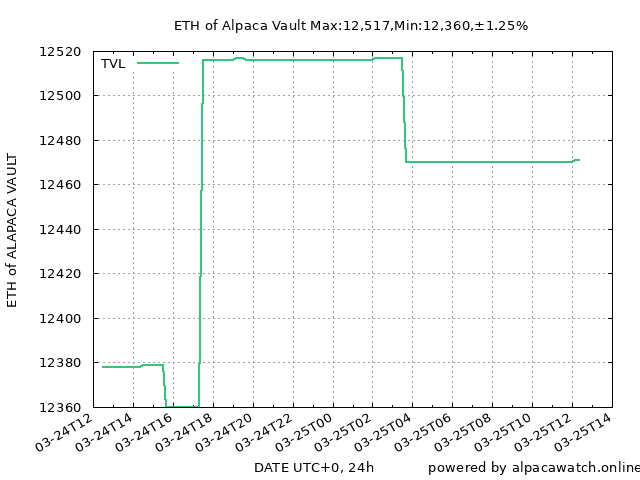 ETH of Alpaca Vault Max:12,517,Min:12,360,±1.25%
TVL
ETH of ALAPACA VAULT
12520
12500
12480
12460
12440
12420
12400
12380
12360
03-24T12
03-24T14
03-24T16
03-24T18
03-24T20
03-24T22
03-25T00
03-25T02
03-25T04
03-25T06
03-25T08
03-25T10
03-25T12
03-25T14
DATE UTC+0, 24h
powered by alpacawatch.online